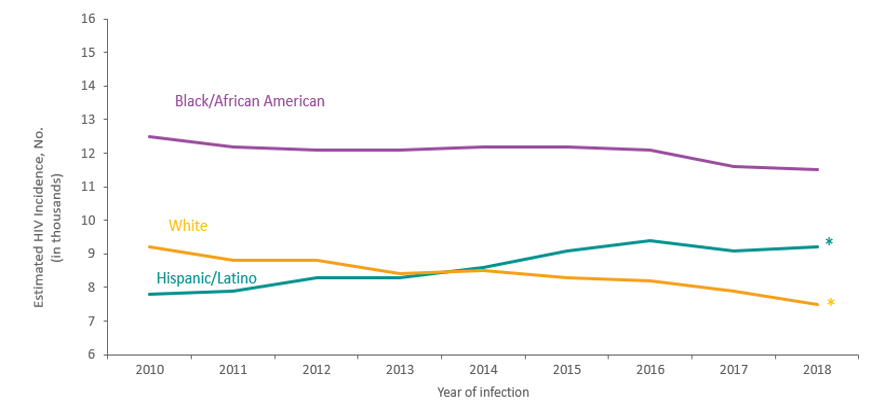 16
15
14
13
12
11
10
9
8
7
6
Estimated HIV Incidence, No.
(in thousands)
Black/African American
White
Hispanic/Latino
*
*
2010 2011 2012 2013 2014 2015 2016 2017 2018
Year of infection